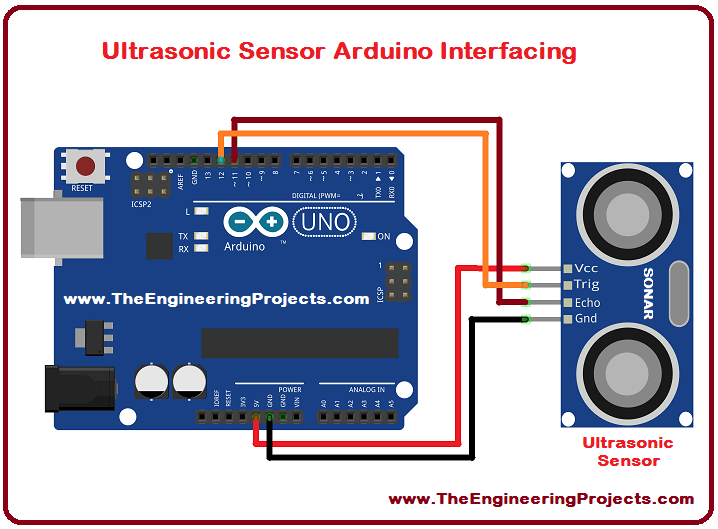 Ultrasonic Sensor Arduino Interfacing
RESET
ICSP2
AREF
GND
13
12
~11
~10
~9
8
7
~6
~5
4
~3
2
TX0 ▶ 1
RX0 ◀ 0
DIGITAL (PWM= ~)
L
TX
RX
Arduino
TM
UNO
ON
1
ICSP
www.TheEngineeringProjects.com
IOREF
RESET
3V3
5V
GND
GND
VIN
POWER
A0
A1
A2
A3
A4
A5
ANALOG IN
Vcc
Trig
Echo
Gnd
SONAR
Ultrasonic
Sensor
www.TheEngineeringProjects.com